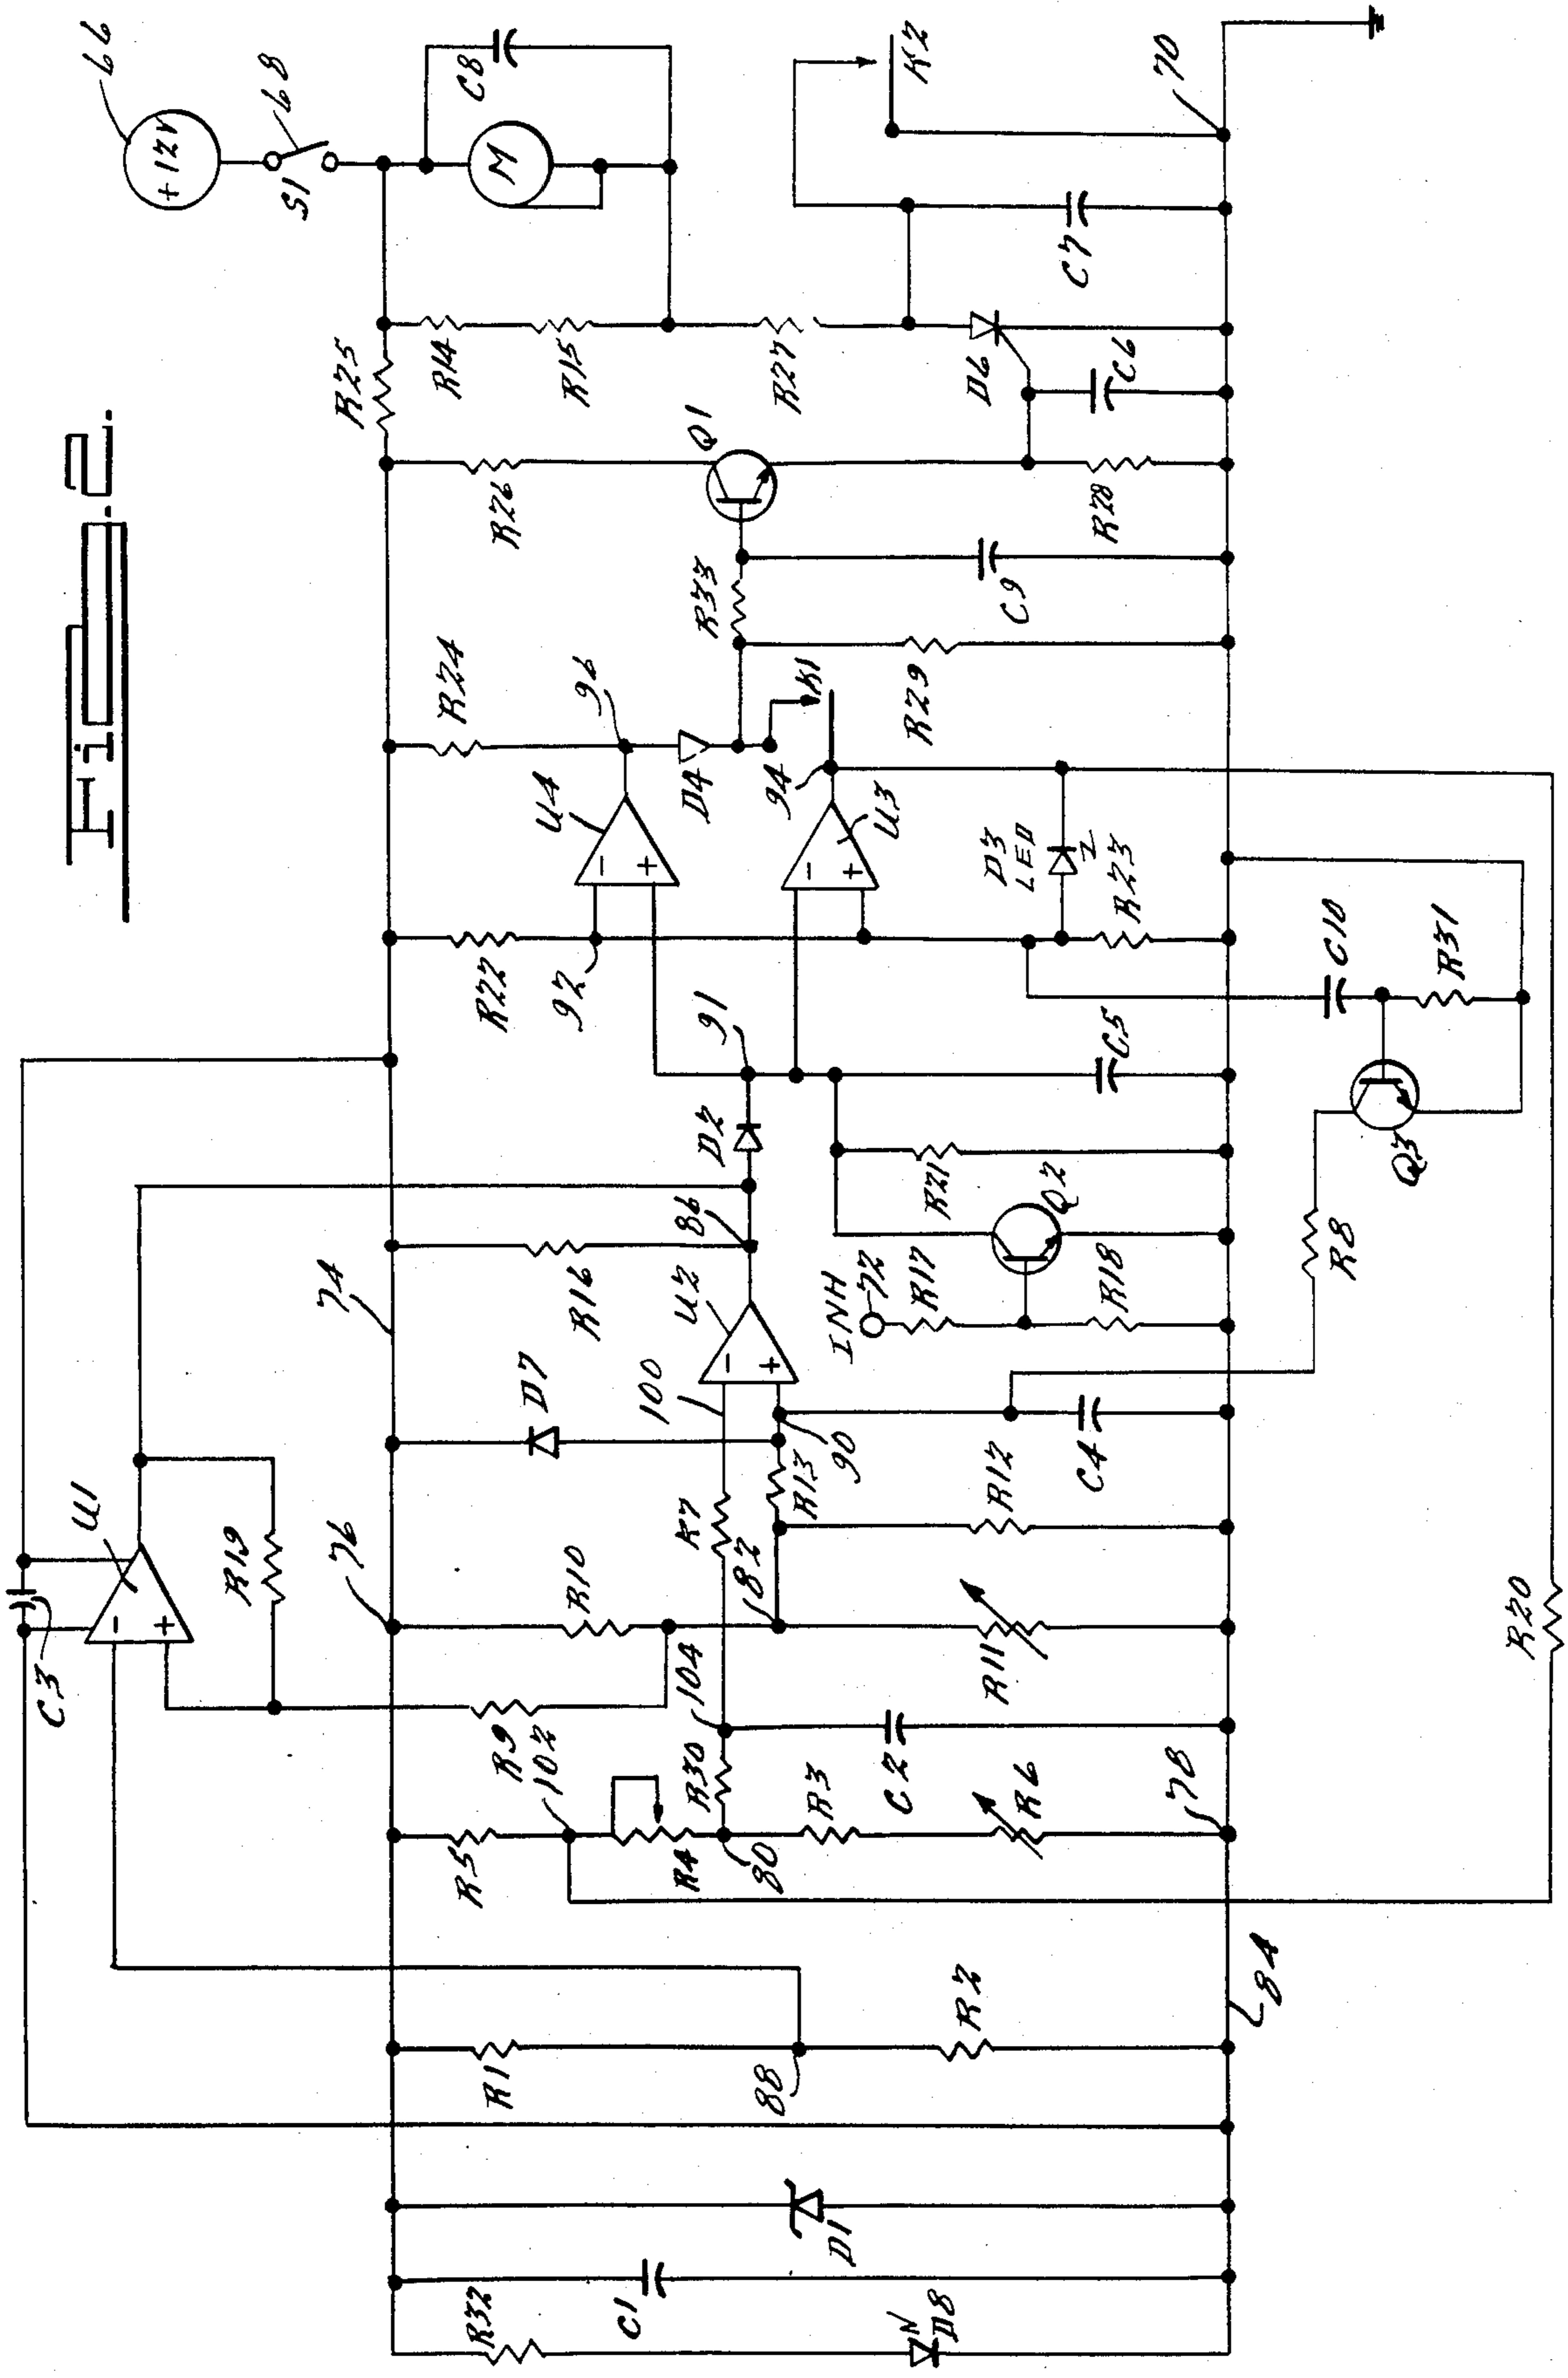 Fig. 2.
66
+12V
68
S1
C8
M
K2
70
C7
R25
R14
R15
R27
D6
C6
R26
Q1
R28
R33
C9
R24
96
K1
R29
U4
D4
94
U3
-
+
-
+
D3
LED
R23
R22
92
C10
R31
91
C5
Q3
D2
R21
Q2
R8
74
R16
86
U2
INH
72
R17
R18
D7
100
-
+
90
C4
U1
R19
76
R7
R13
R12
R10
82
-
+
C3
R9
104
R11
R20
102
R30
C2
R5
R4
80
R3
R6
78
84
R1
88
R2
D1
C1
R32
D8